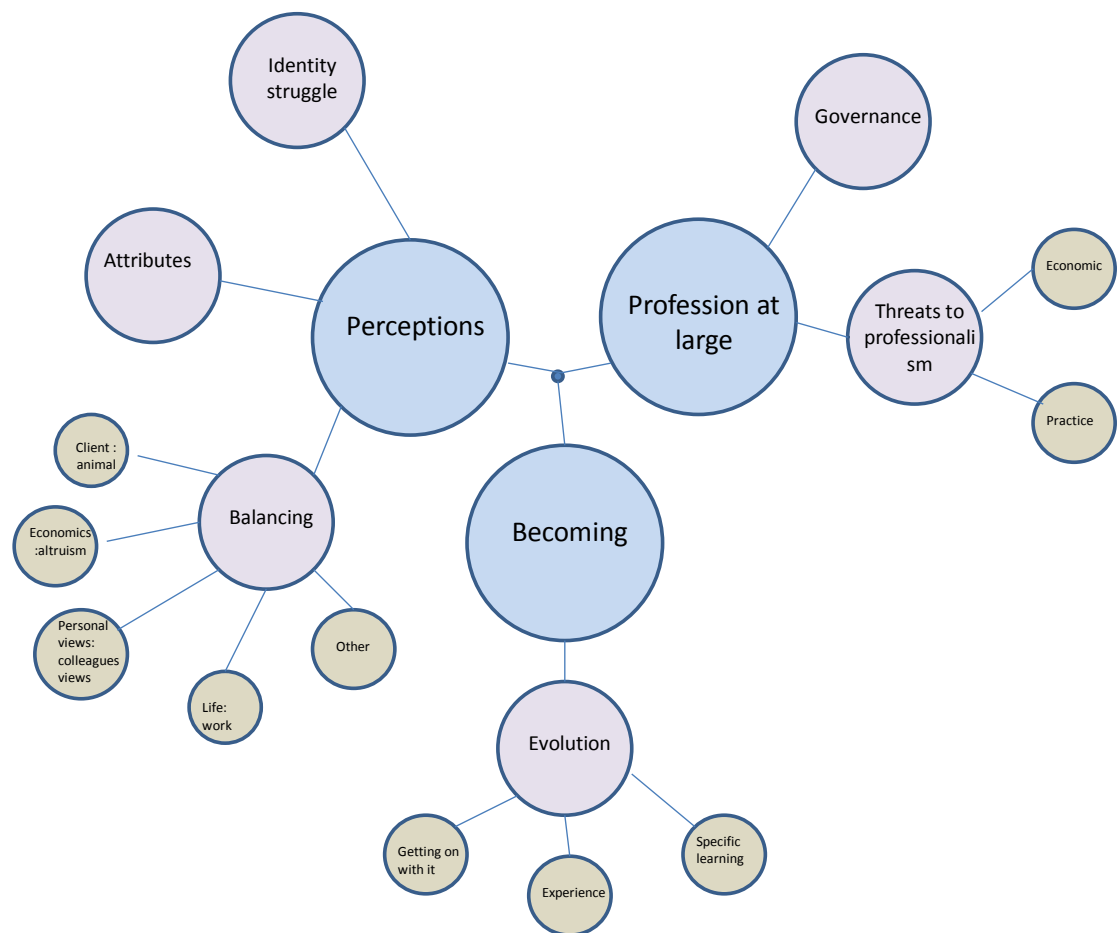 Identity
struggle
Governance
Attributes
Economic
Perceptions
Profession at
large
Threats to
professionali
sm
Practice
Client :
animal
Balancing
Economics
:altruism
Becoming
Personal
views:
colleagues
views
Other
Life:
work
Evolution
Getting on
with it
Experience
Specific
learning